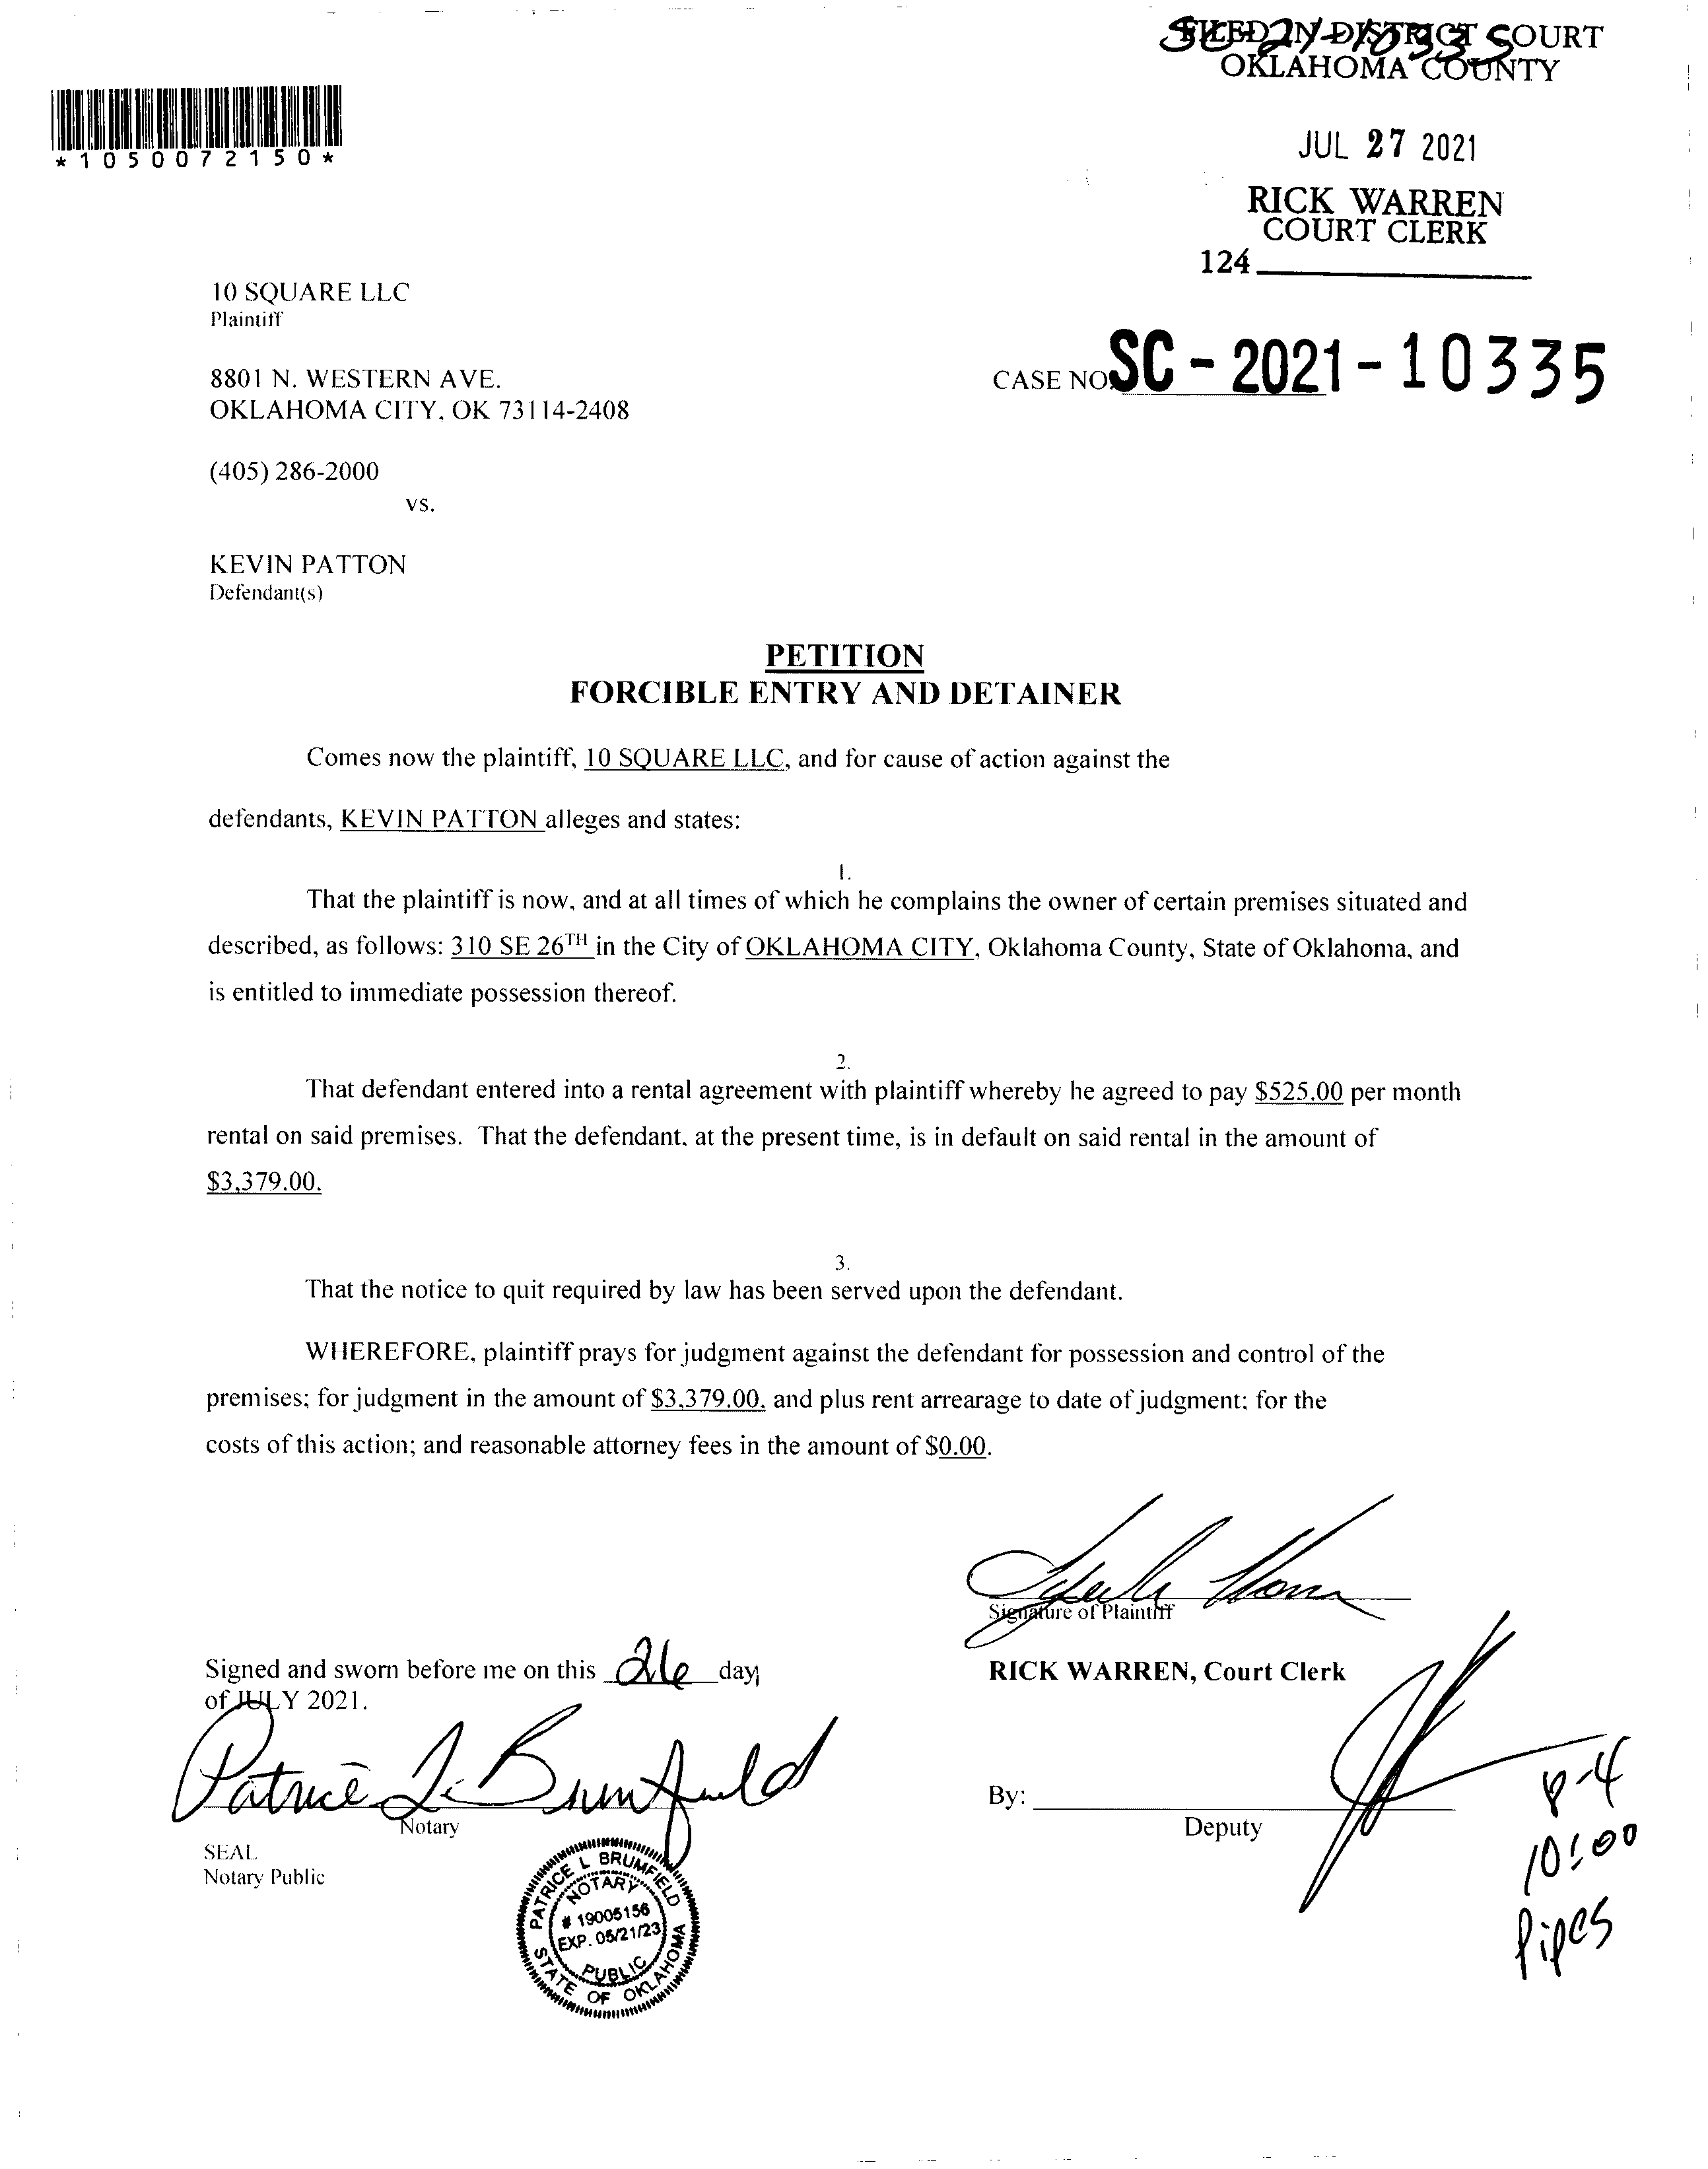 SC-21-10335
FILED IN DISTRICT COURT
OKLAHOMA COUNTY
*1050072150*
JUL 27 2021
RICK WARREN
COURT CLERK
124
10 SQUARE LLC
Plaintiff
8801 N. WESTERN AVE.
CASE NO SC-2021-10335
OKLAHOMA CITY, OK 73114-2408
(405) 286-2000
vs.
KEVIN PATTON
Defendant(s)
PETITION
FORCIBLE ENTRY AND DETAINER
Comes now the plaintiff, 10 SQUARE LLC, and for cause of action against the
defendants, KEVIN PATTON alleges and states:
1.
That the plaintiff is now, and at all times of which he complains the owner of certain premises situated and
described, as follows: 310 SE 26TH in the City of OKLAHOMA CITY, Oklahoma County, State of Oklahoma, and
is entitled to immediate possession thereof.
2.
That defendant entered into a rental agreement with plaintiff whereby he agreed to pay $525.00 per month
rental on said premises. That the defendant, at the present time, is in default on said rental in the amount of
$3,379.00.
3.
That the notice to quit required by law has been served upon the defendant.
WHEREFORE, plaintiff prays for judgment against the defendant for possession and control of the
premises; for judgment in the amount of $3,379.00, and plus rent arrearage to date of judgment; for the
costs of this action; and reasonable attorney fees in the amount of $0.00.
Signature of Plaintiff
Signed and sworn before me on this 26 day
of JULY 2021.
RICK WARREN, Court Clerk
Patrice L Brumfield
Notary
By:
Deputy
8-4
10:00
Pipes
SEAL
Notary Public
PATRICE L BRUMFIELD
NOTARY
# 19005156
EXP. 05/21/23
PUBLIC
STATE OF OKLAHOMA